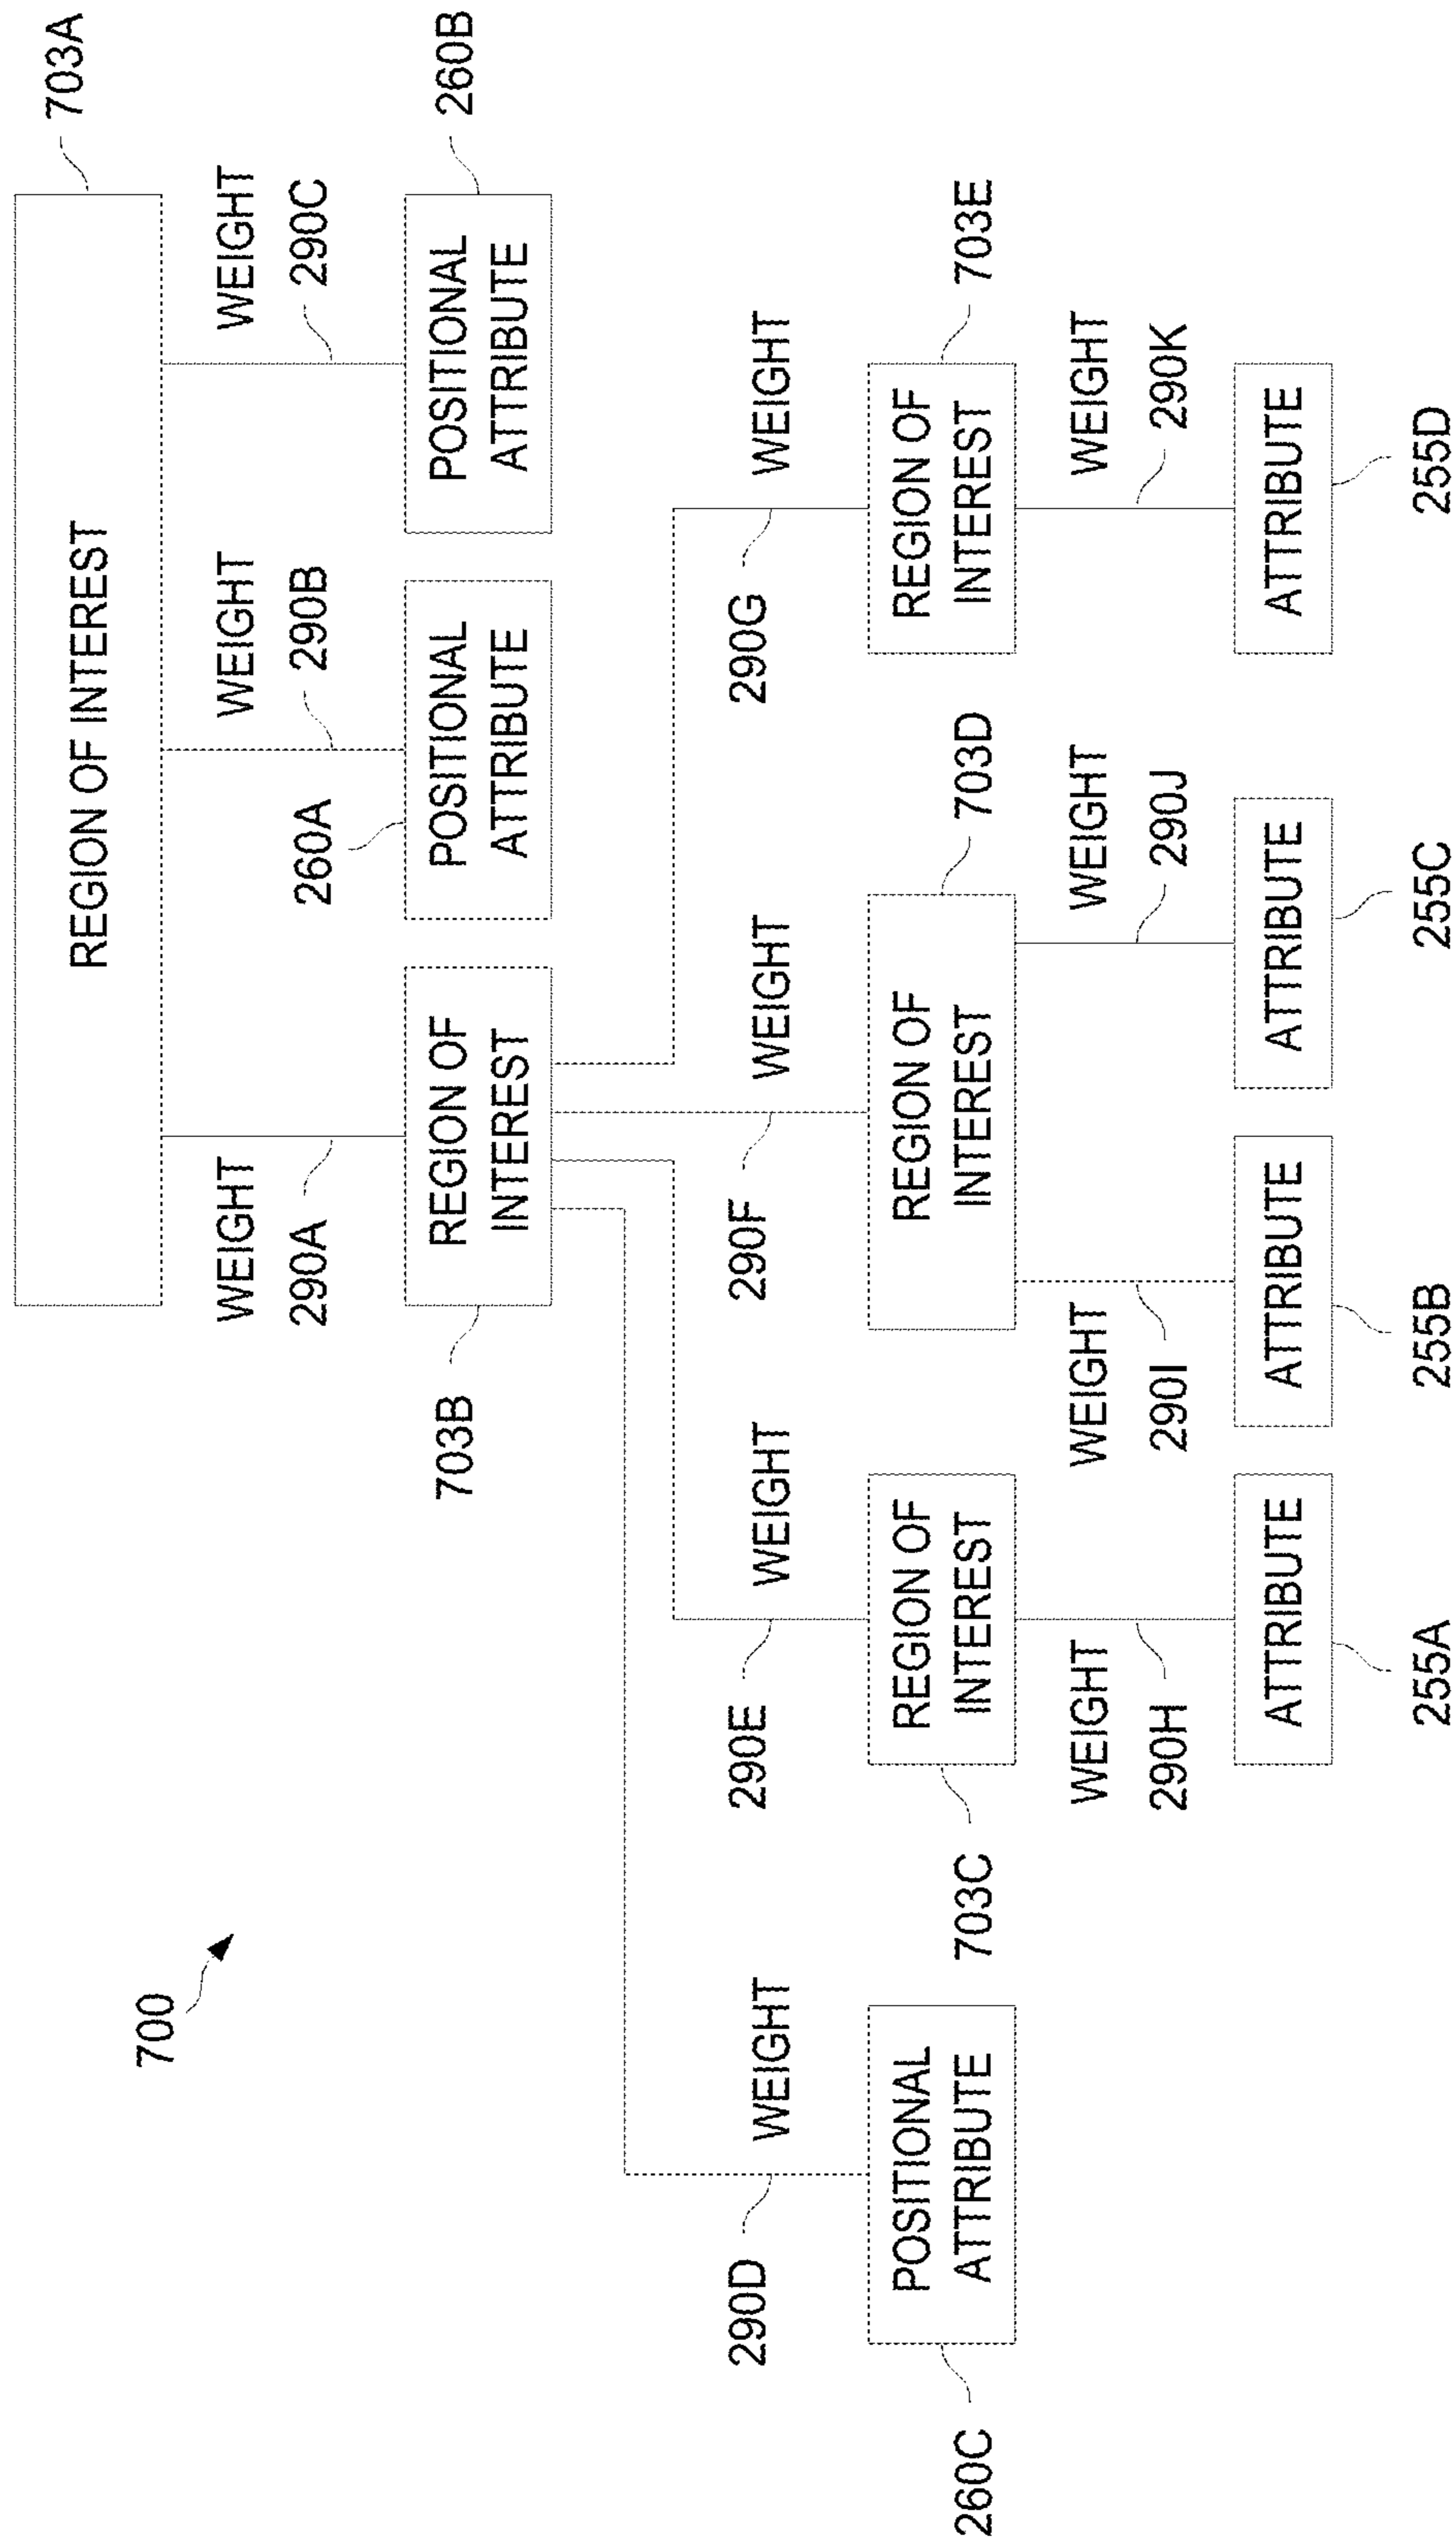 700
REGION OF INTEREST
703A
WEIGHT
290A
WEIGHT
290B
WEIGHT
290C
703B
REGION OF
INTEREST
260A
POSITIONAL
ATTRIBUTE
POSITIONAL
ATTRIBUTE
260B
290D
WEIGHT
290E
WEIGHT
290F
WEIGHT
290G
WEIGHT
260C
POSITIONAL
ATTRIBUTE
703C
REGION OF
INTEREST
REGION OF
INTEREST
703D
REGION OF
INTEREST
703E
WEIGHT
290H
WEIGHT
290I
WEIGHT
290J
WEIGHT
290K
ATTRIBUTE
ATTRIBUTE
ATTRIBUTE
ATTRIBUTE
255A
255B
255C
255D